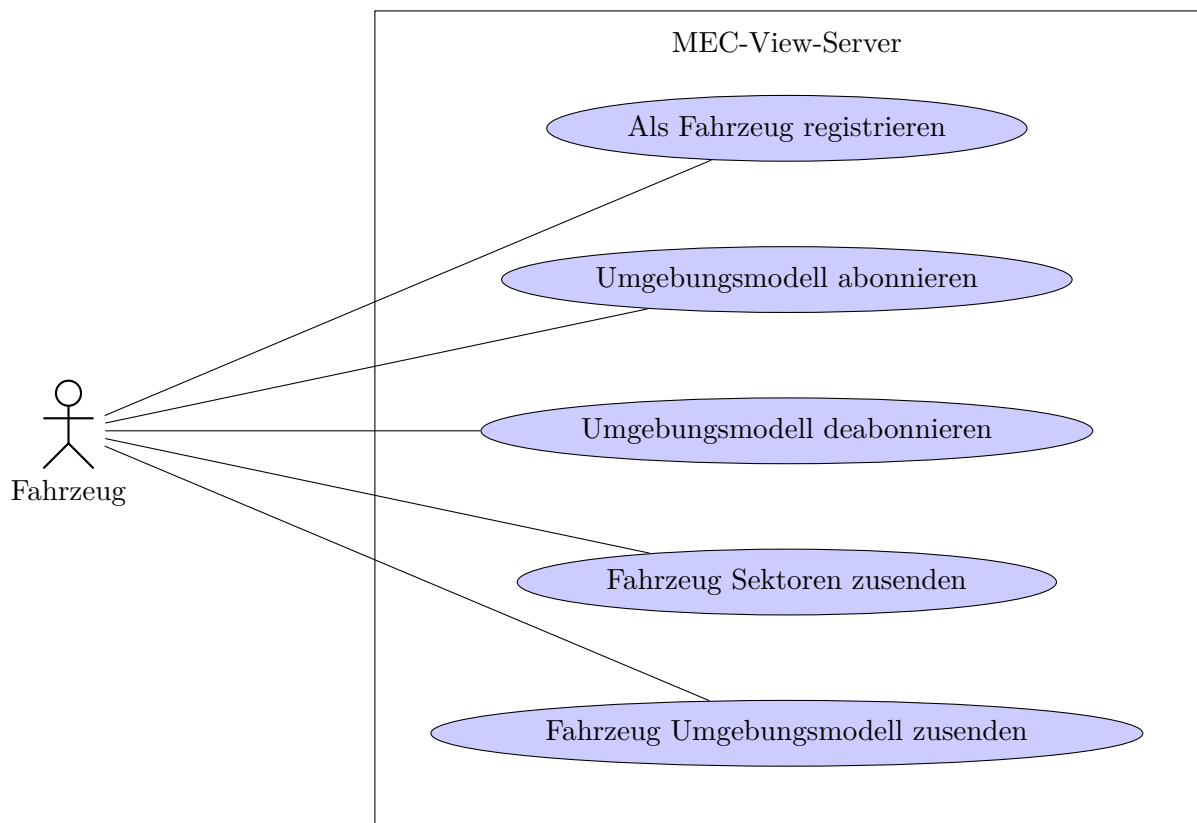 MEC-View-Server
Als Fahrzeug registrieren
Umgebungsmodell abonnieren
Umgebungsmodell deabonnieren
Fahrzeug
Fahrzeug Sektoren zusenden
Fahrzeug Umgebungsmodell zusenden